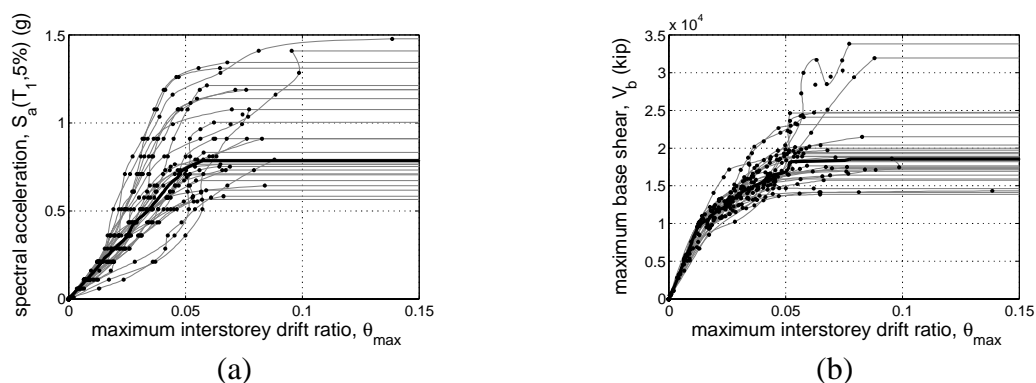 1.5
1
0.5
0
0 0.05 0.1 0.15
spectral acceleration, S_a(T_1,5%) (g)
maximum interstorey drift ratio, θ_max
(a)
x 10^4
3.5
3
2.5
2
1.5
1
0.5
0
0 0.05 0.1 0.15
maximum base shear, V_b (kip)
maximum interstorey drift ratio, θ_max
(b)